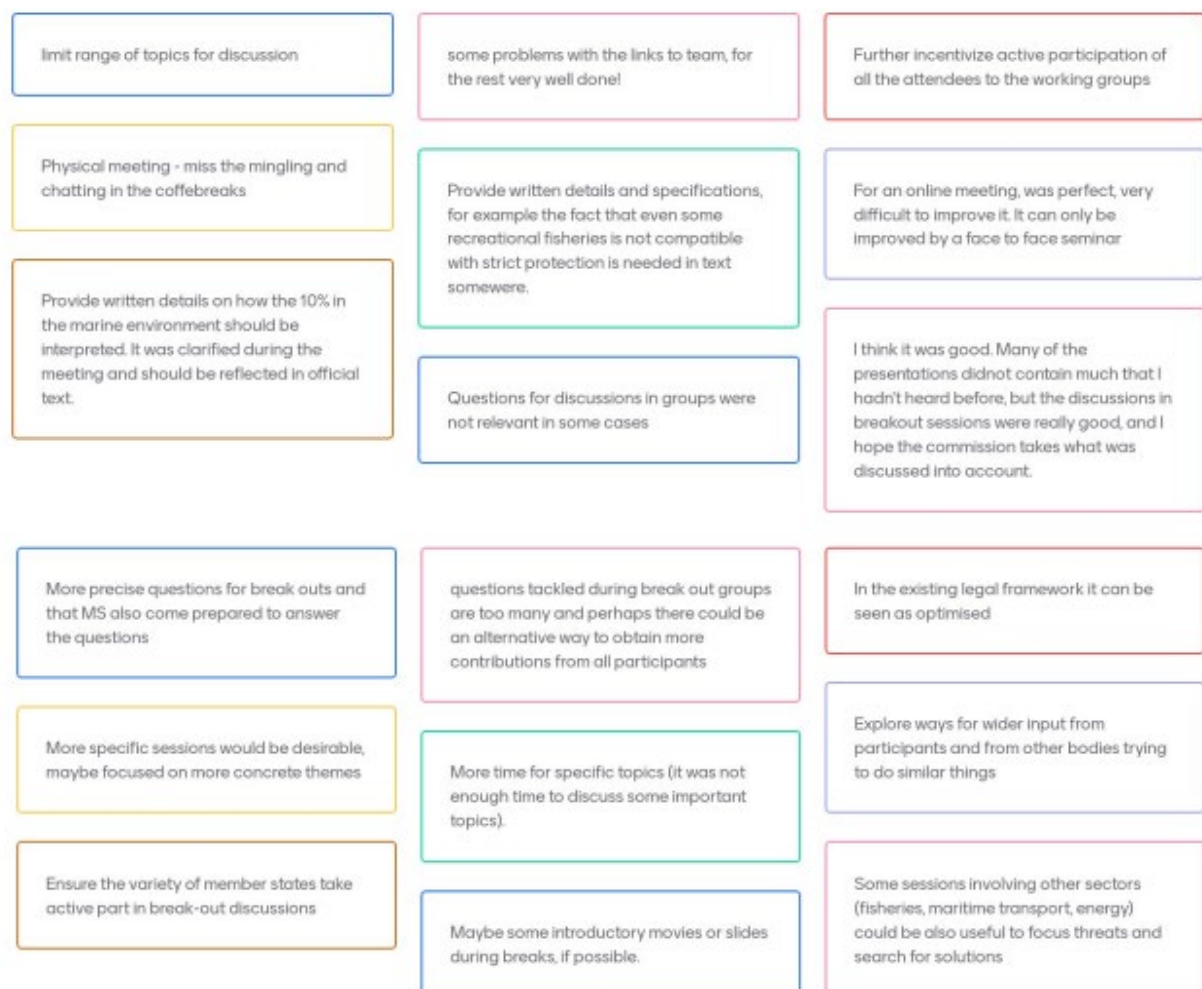 limit range of topics for discussion
Physical meeting - miss the mingling and
chatting in the coffebreaks
Provide written details on how the 10% in
the marine environment should be
interpreted. It was clarified during the
meeting and should be reflected in official
text.
some problems with the links to team, for
the rest very well done!
Provide written details and specifications,
for example the fact that even some
recreational fisheries is not compatible
with strict protection is needed in text
somewere.
Questions for discussions in groups were
not relevant in some cases
Further incentivize active participation of
all the attendees to the working groups
For an online meeting, was perfect, very
difficult to improve it. It can only be
improved by a face to face seminar
I think it was good. Many of the
presentations didnot contain much that I
hadn't heard before, but the discussions in
breakout sessions were really good, and I
hope the commission takes what was
discussed into account.
More precise questions for break outs and
that MS also come prepared to answer
the questions
More specific sessions would be desirable,
maybe focused on more concrete themes
Ensure the variety of member states take
active part in break-out discussions
questions tackled during break out groups
are too many and perhaps there could be
an alternative way to obtain more
contributions from all participants
More time for specific topics (it was not
enough time to discuss some important
topics).
Maybe some introductory movies or slides
during breaks, if possible.
In the existing legal framework it can be
seen as optimised
Explore ways for wider input from
participants and from other bodies trying
to do similar things
Some sessions involving other sectors
(fisheries, maritime transport, energy)
could be also useful to focus threats and
search for solutions